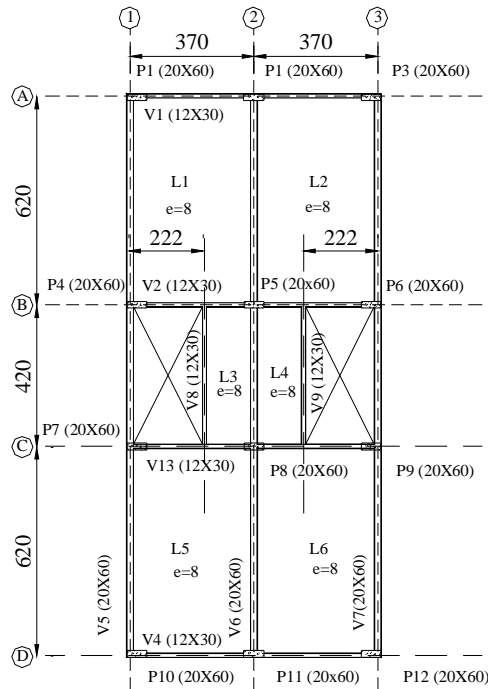 1 2 3
370 370
P1 (20X60) P1 (20X60) P3 (20X60)
A
V1 (12X30)
L1 L2
e=8 e=8
620
222 222
P4 (20X60) V2 (12X30) P5 (20x60) P6 (20X60)
B
420
V8 (12X30)
L3
e=8
L4
e=8
V9 (12X30)
P7 (20X60)
C
V13 (12X30) P8 (20X60) P9 (20X60)
620
V5 (20X60)
L5
e=8
V6 (20X60)
L6
e=8
V7(20X60)
V4 (12X30)
D
P10 (20X60) P11 (20x60) P12 (20X60)